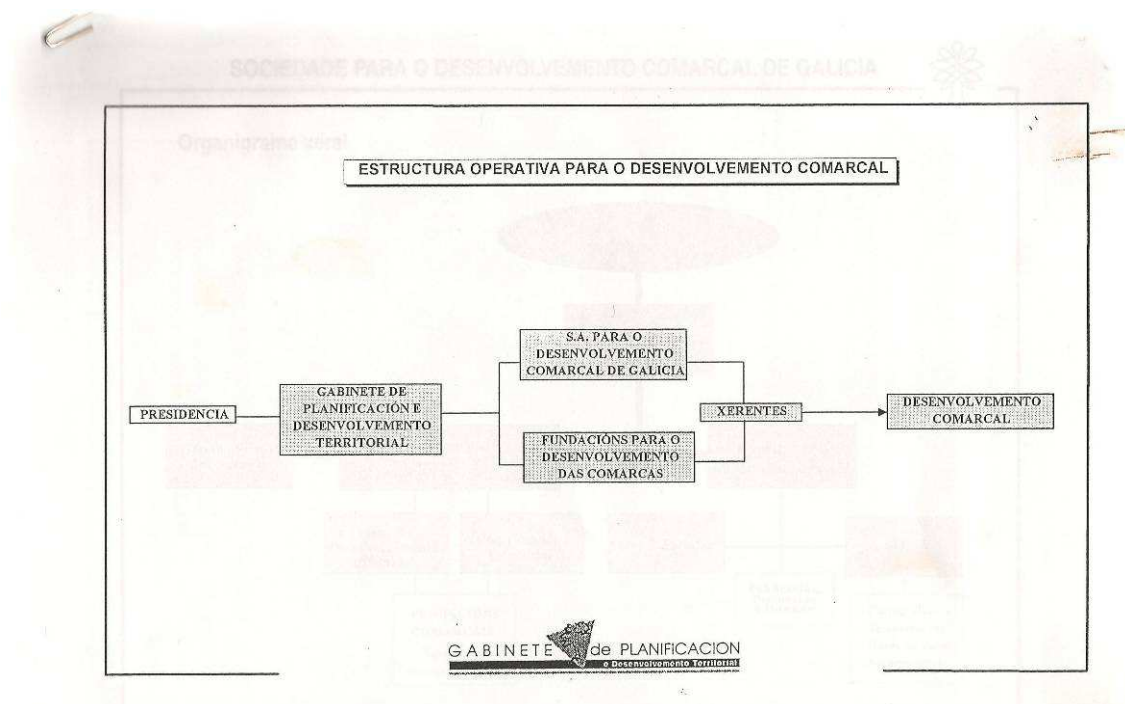 SOCIEDADE PARA O DESENVOLVEMENTO COMARCAL DE GALICIA
Organigrama xeral
ESTRUCTURA OPERATIVA PARA O DESENVOLVEMENTO COMARCAL
PRESIDENCIA
GABINETE DE
PLANIFICACIÓN E
DESENVOLVEMENTO
TERRITORIAL
S.A. PARA O
DESENVOLVEMENTO
COMARCAL DE GALICIA
FUNDACIÓNS PARA O
DESENVOLVEMENTO
DAS COMARCAS
XERENTES
DESENVOLVEMENTO
COMARCAL
GABINETE de PLANIFICACION
e Desenvolvemento Territorial